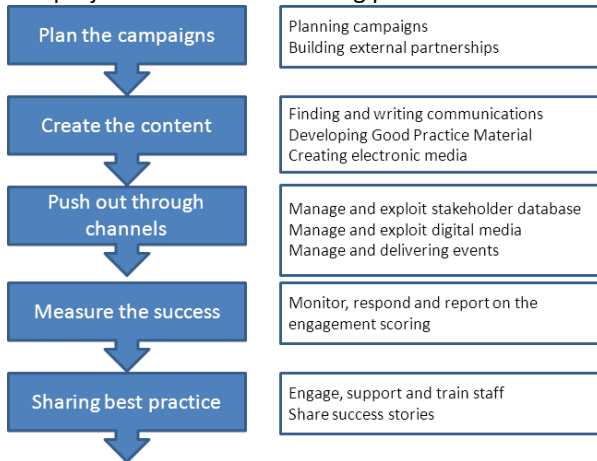 Plan the campaigns
Planning campaigns
Building external partnerships
Create the content
Finding and writing communications
Developing Good Practice Material
Creating electronic media
Push out through
channels
Manage and exploit stakeholder database
Manage and exploit digital media
Manage and delivering events
Measure the success
Monitor, respond and report on the
engagement scoring
Sharing best practice
Engage, support and train staff
Share success stories